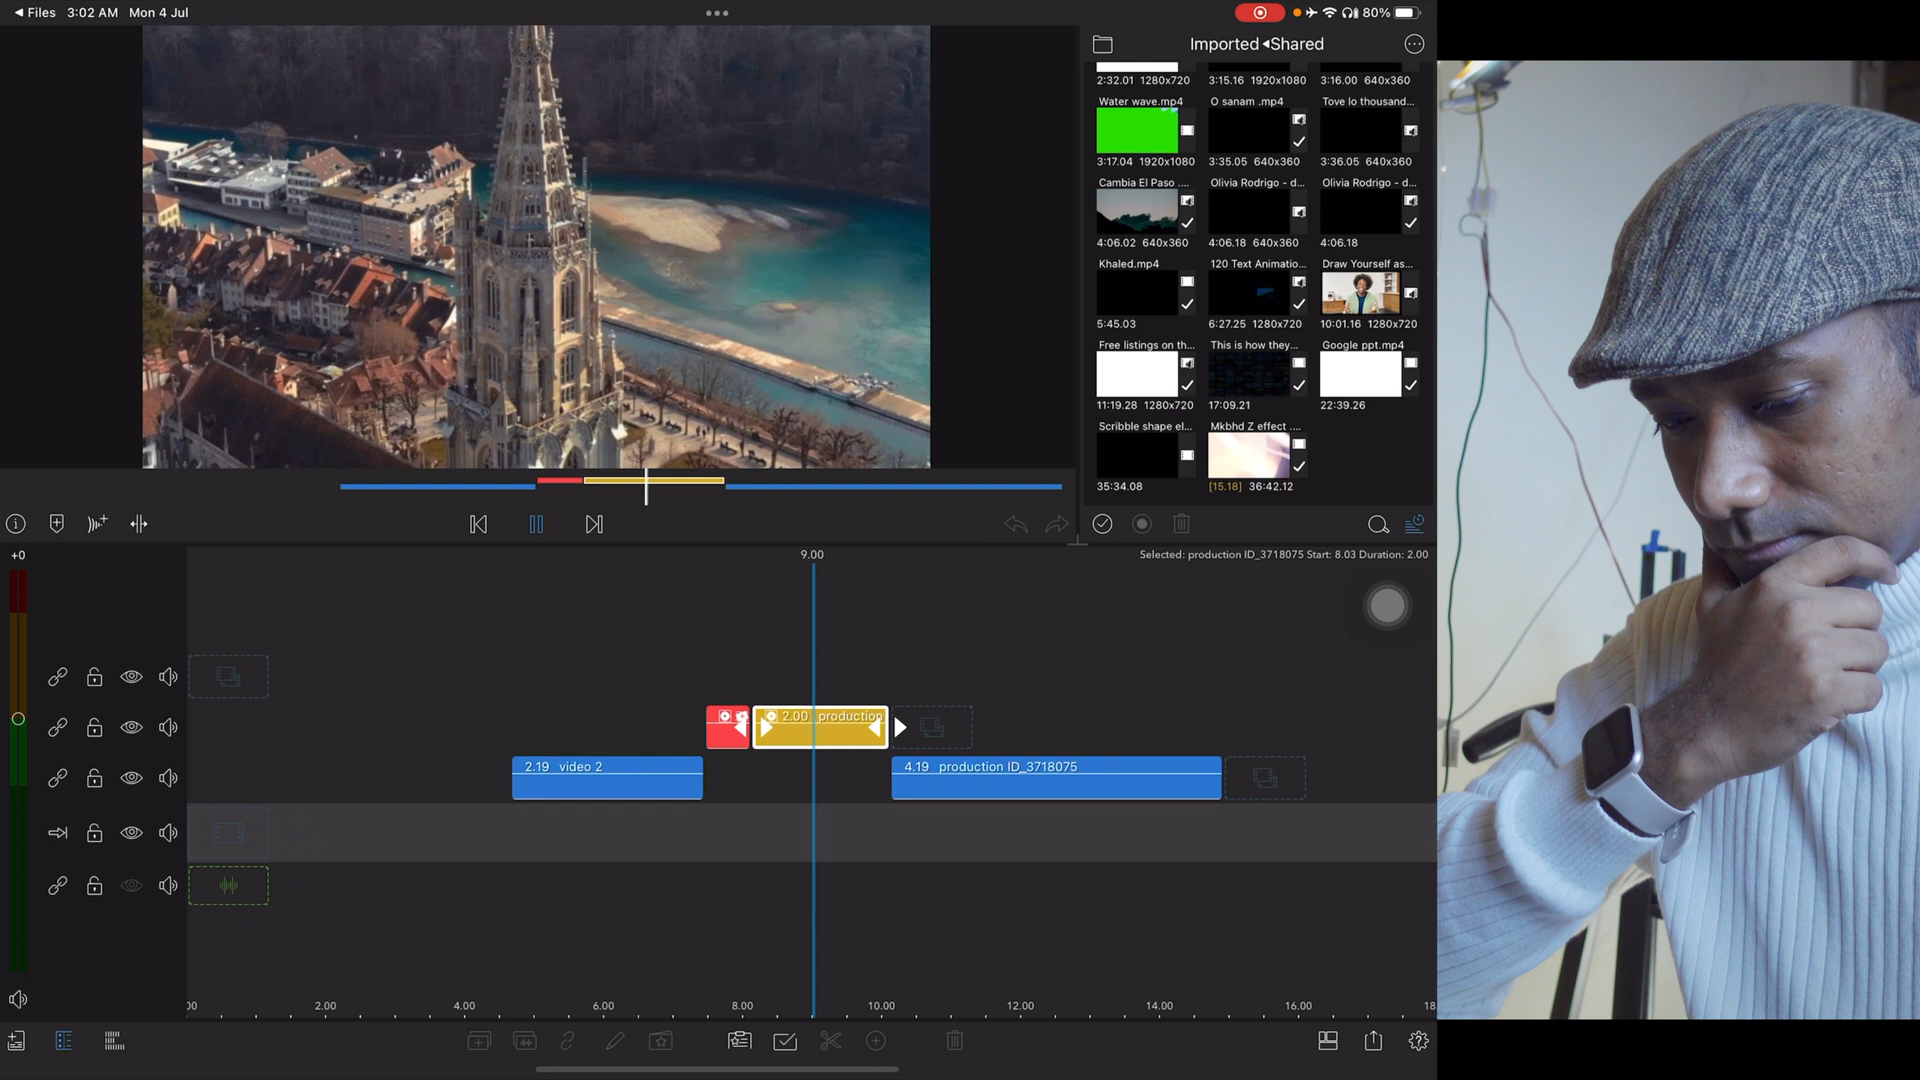 Files 3:02 AM Mon 4 Jul
80%
Imported Shared
2:32.01 1280x720
3:15.16 1920x1080
3:16.00 640x360
Water wave.mp4
O sanam .mp4
Tove lo thousand...
3:17.04 1920x1080
3:35.05 640x360
3:36.05 640x360
Cambia El Paso ....
Olivia Rodrigo - d...
Olivia Rodrigo - d...
4:06.02 640x360
4:06.18 640x360
4:06.18
Khaled.mp4
120 Text Animatio...
Draw Yourself as...
5:45.03
6:27.25 1280x720
10:01.16 1280x720
Free listings on th...
This is how they...
Google ppt.mp4
11:19.28 1280x720
17:09.21
22:39.26
Scribble shape el...
Mkbhd Z effect ....
35:34.08
[15.18] 36:42.12
+0
9.00
Selected: production ID_3718075 Start: 8.03 Duration: 2.00
2.00 production
2.19 video 2
4.19 production ID_3718075
00 2.00 4.00 6.00 8.00 10.00 12.00 14.00 16.00 18.